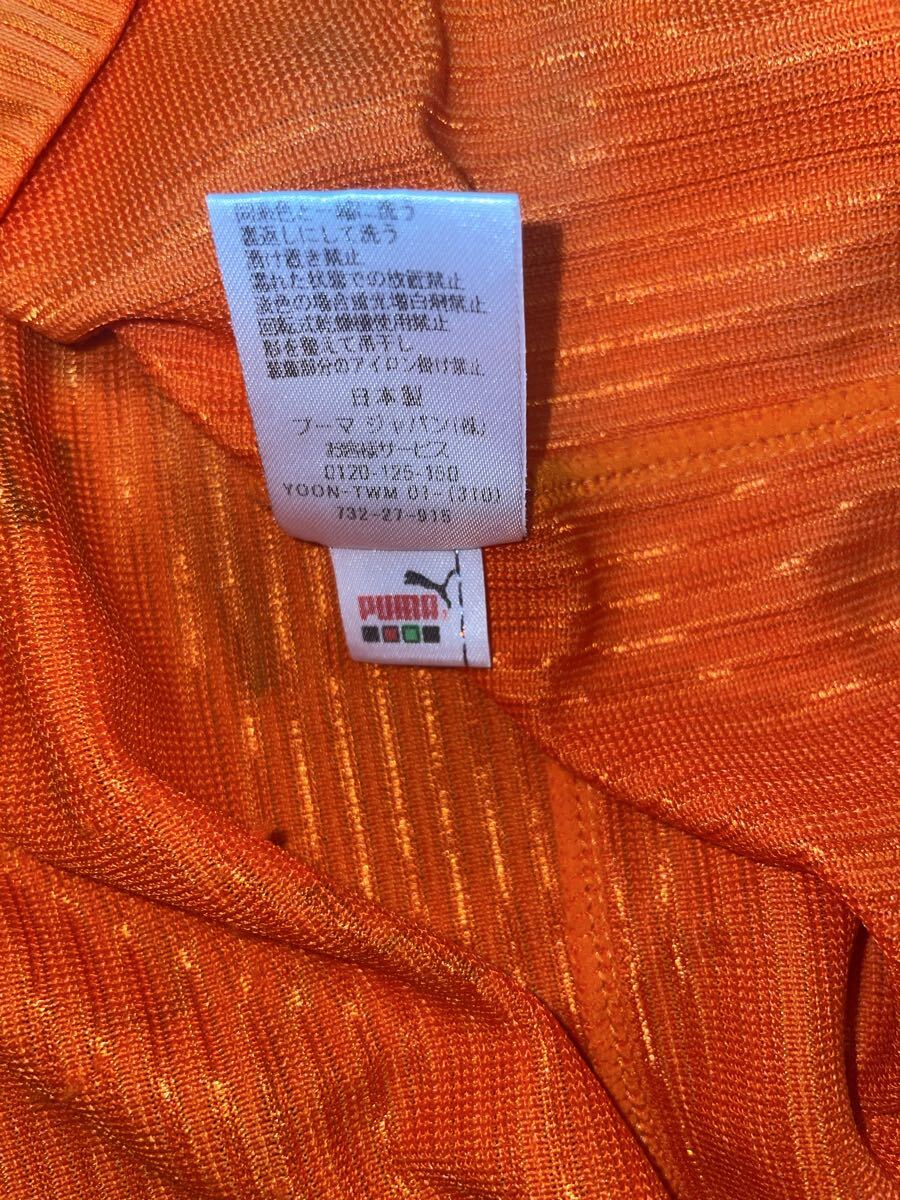 同系色と一緒に洗う
裏返しにして洗う
漬け置き禁止
濡れた状態での放置禁止
淡色の場合蛍光増白剤禁止
回転式乾燥機使用禁止
形を整えて吊干し
装飾部分のアイロン掛け禁止
日本製
プーマ ジャパン(株)
お客様サービス
0120-125-150
YOON-TWM 01-(310)
732-27-915
PUMA